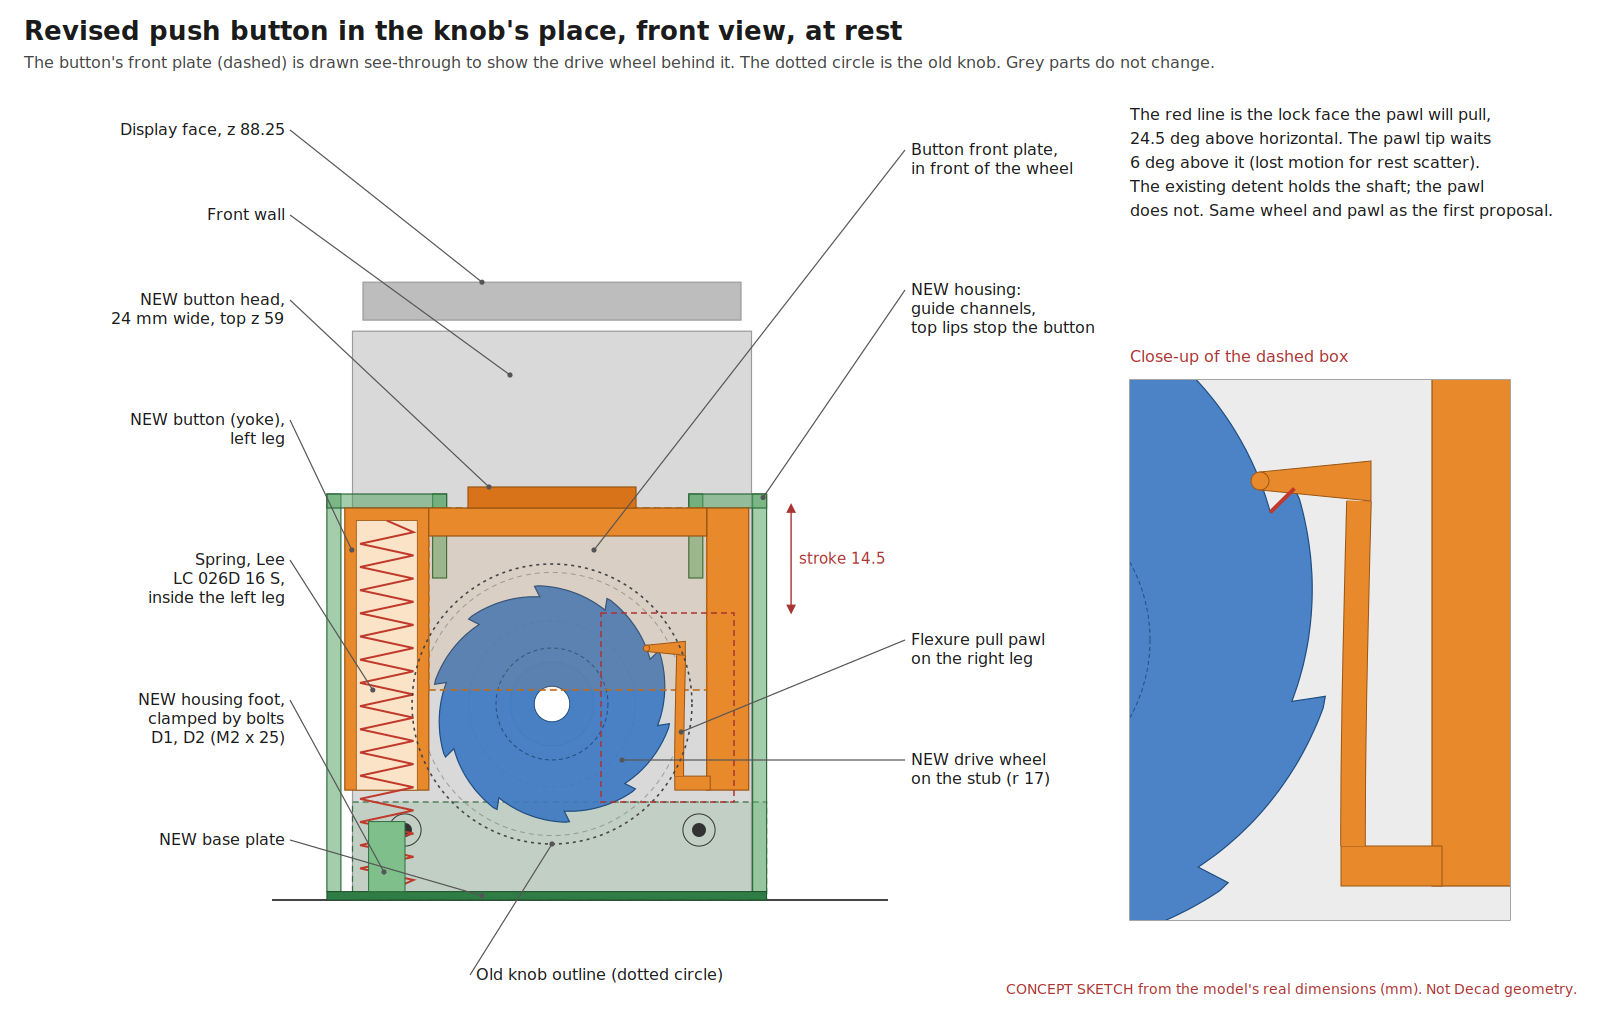 Revised push button in the knob's place, front view, at rest
The button's front plate (dashed) is drawn see-through to show the drive wheel behind it. The dotted circle is the old knob. Grey parts do not change.
Display face, z 88.25
Front wall
NEW button head,
24 mm wide, top z 59
NEW button (yoke),
left leg
Spring, Lee
LC 026D 16 S,
inside the left leg
NEW housing foot,
clamped by bolts
D1, D2 (M2 x 25)
NEW base plate
Button front plate,
in front of the wheel
NEW housing:
guide channels,
top lips stop the button
stroke 14.5
Flexure pull pawl
on the right leg
NEW drive wheel
on the stub (r 17)
Old knob outline (dotted circle)
The red line is the lock face the pawl will pull,
24.5 deg above horizontal. The pawl tip waits
6 deg above it (lost motion for rest scatter).
The existing detent holds the shaft; the pawl
does not. Same wheel and pawl as the first proposal.
Close-up of the dashed box
CONCEPT SKETCH from the model's real dimensions (mm). Not Decad geometry.